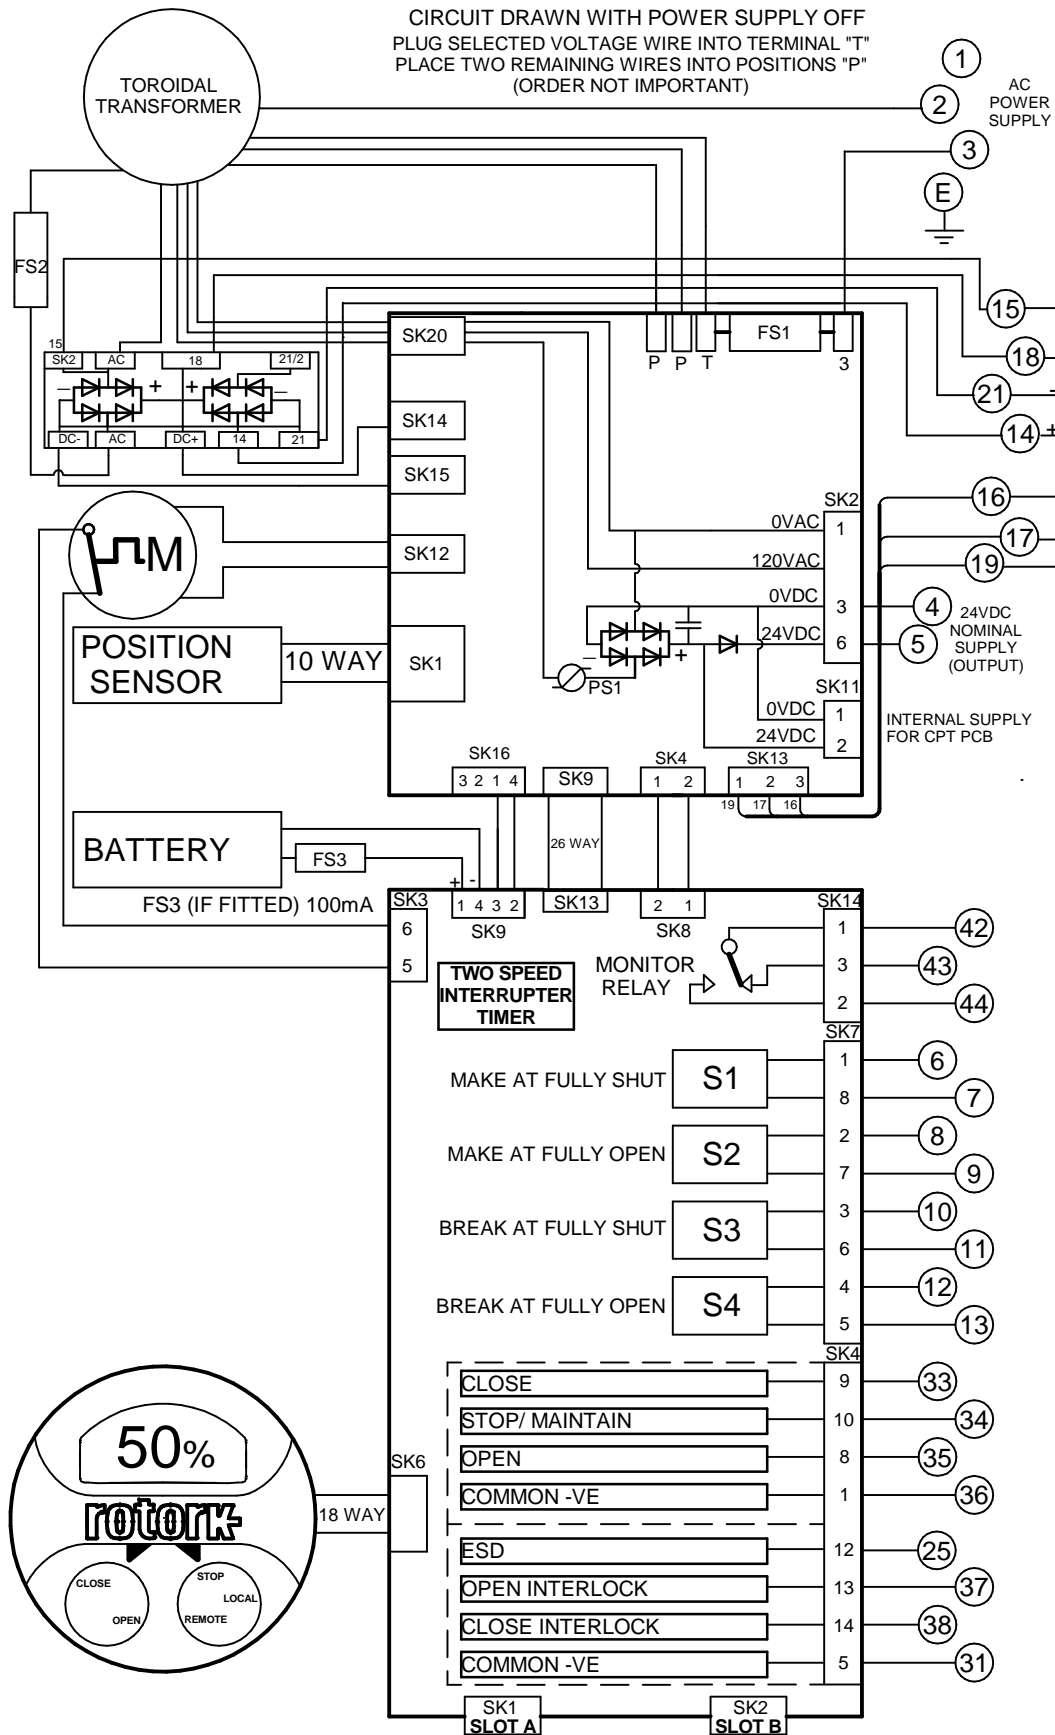 CIRCUIT DRAWN WITH POWER SUPPLY OFF
PLUG SELECTED VOLTAGE WIRE INTO TERMINAL "T"
PLACE TWO REMAINING WIRES INTO POSITIONS "P"
(ORDER NOT IMPORTANT)
TOROIDAL
TRANSFORMER
1
2
3
E
AC
POWER
SUPPLY
FS2
15
SK2 AC 18 21/2
− + + −
DC- AC DC+ 14 21
15
18
21 -
14 +
16
17
19
SK20
SK14
SK15
SK12
SK1
P P T FS1 3
M
POSITION
SENSOR
10 WAY
SK2
0VAC 1
120VAC
0VDC 3
24VDC 6
4
5
24VDC
NOMINAL
SUPPLY
(OUTPUT)
− +
PS1
SK11
0VDC 1
24VDC 2
INTERNAL SUPPLY
FOR CPT PCB
SK16
3 2 1 4
SK9
SK4
1 2
SK13
1 2 3
19 17 16
BATTERY
FS3
FS3 (IF FITTED) 100mA
26 WAY
+ -
SK3
6
5
1 4 3 2
SK9
SK13
2 1
SK8
TWO SPEED
INTERRUPTER
TIMER
MONITOR
RELAY
SK14
1 42
3 43
2 44
SK7
MAKE AT FULLY SHUT S1
1 6
8 7
MAKE AT FULLY OPEN S2
2 8
7 9
BREAK AT FULLY SHUT S3
3 10
6 11
BREAK AT FULLY OPEN S4
4 12
5 13
SK4
CLOSE 9 33
STOP/ MAINTAIN 10 34
OPEN 8 35
COMMON -VE 1 36
ESD 12 25
OPEN INTERLOCK 13 37
CLOSE INTERLOCK 14 38
COMMON -VE 5 31
50%
rotork
CLOSE
OPEN
STOP
LOCAL
REMOTE
18 WAY
SK6
SK1
SLOT A
SK2
SLOT B